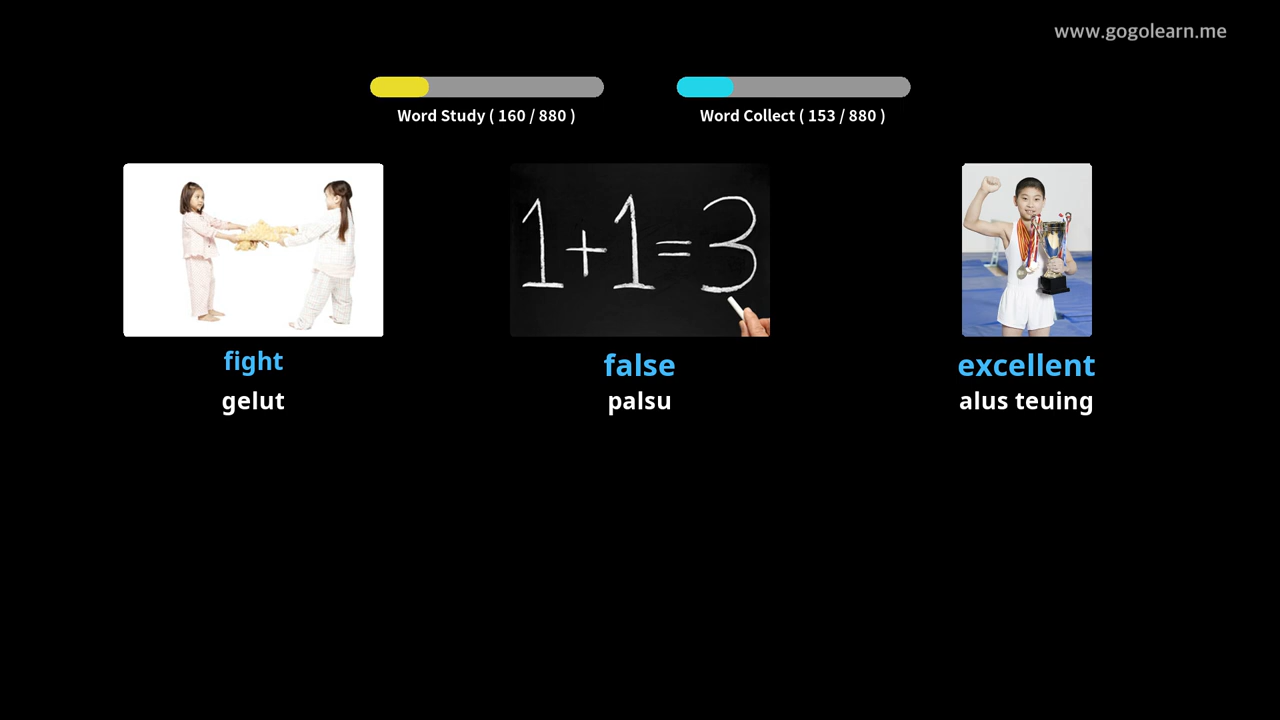 www.gogolearn.me
Word Study ( 160 / 880 )
Word Collect ( 153 / 880 )
1+1=3
fight
gelut
false
palsu
excellent
alus teuing